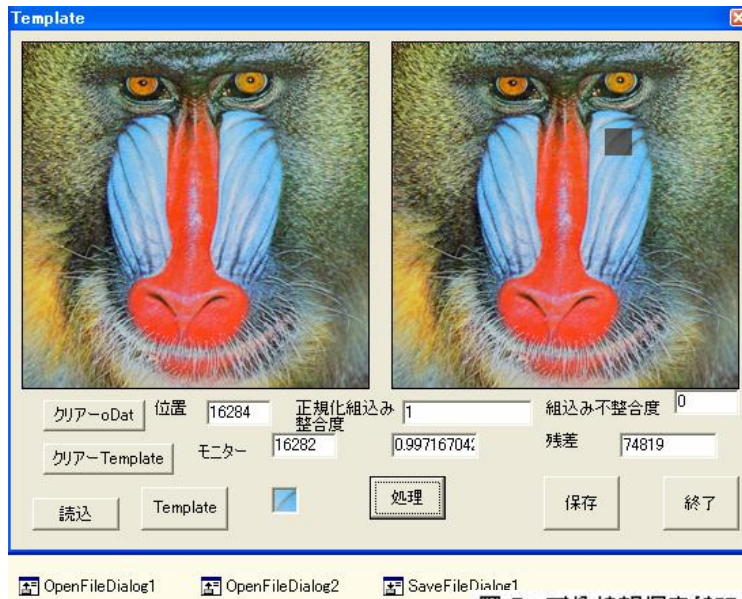 Template
クリアーoDat 位置 16284 正規化組込み整合度 1 組込み不整合度 0
クリアーTemplate モニター 16282 0.997167042 残差 74819
読込 Template 処理 保存 終了
OpenFileDialog1 OpenFileDialog2 SaveFileDialog1